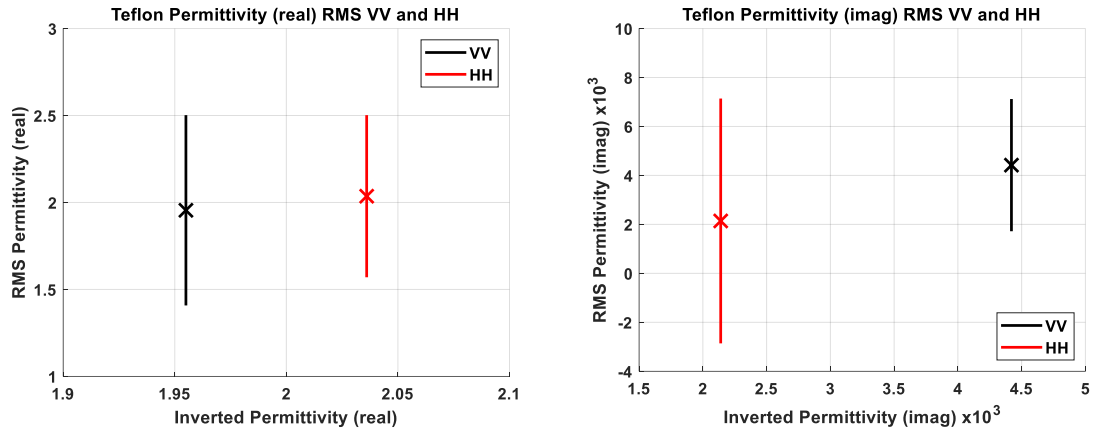 Teflon Permittivity (real) RMS VV and HH
RMS Permittivity (real)
3
2.5
2
1.5
1
1.9
1.95
2
2.05
2.1
Inverted Permittivity (real)
VV
HH
Teflon Permittivity (imag) RMS VV and HH
RMS Permittivity (imag) x10³
10
8
6
4
2
0
-2
-4
1.5
2
2.5
3
3.5
4
4.5
5
Inverted Permittivity (imag) x10³
VV
HH